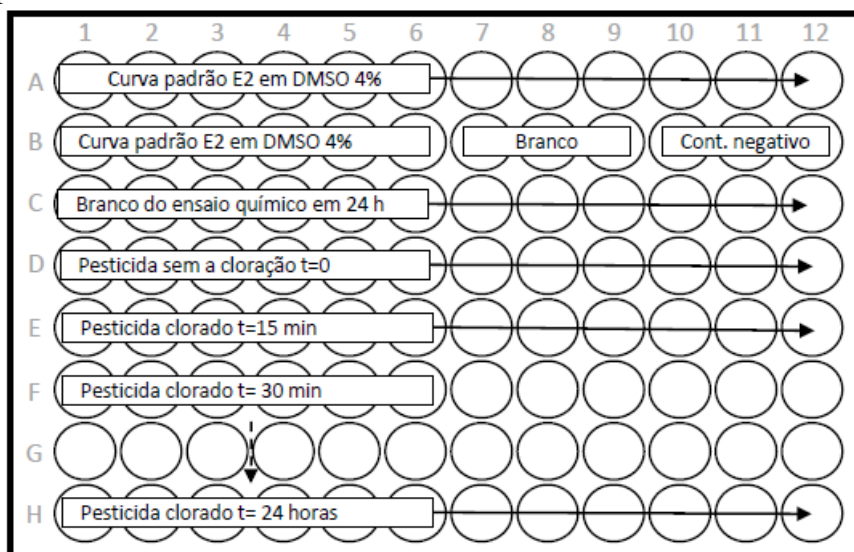 1 2 3 4 5 6 7 8 9 10 11 12
A Curva padrão E2 em DMSO 4%
B Curva padrão E2 em DMSO 4% Branco Cont. negativo
C Branco do ensaio químico em 24 h
D Pesticida sem a cloração t=0
E Pesticida clorado t=15 min
F Pesticida clorado t= 30 min
G
H Pesticida clorado t= 24 horas